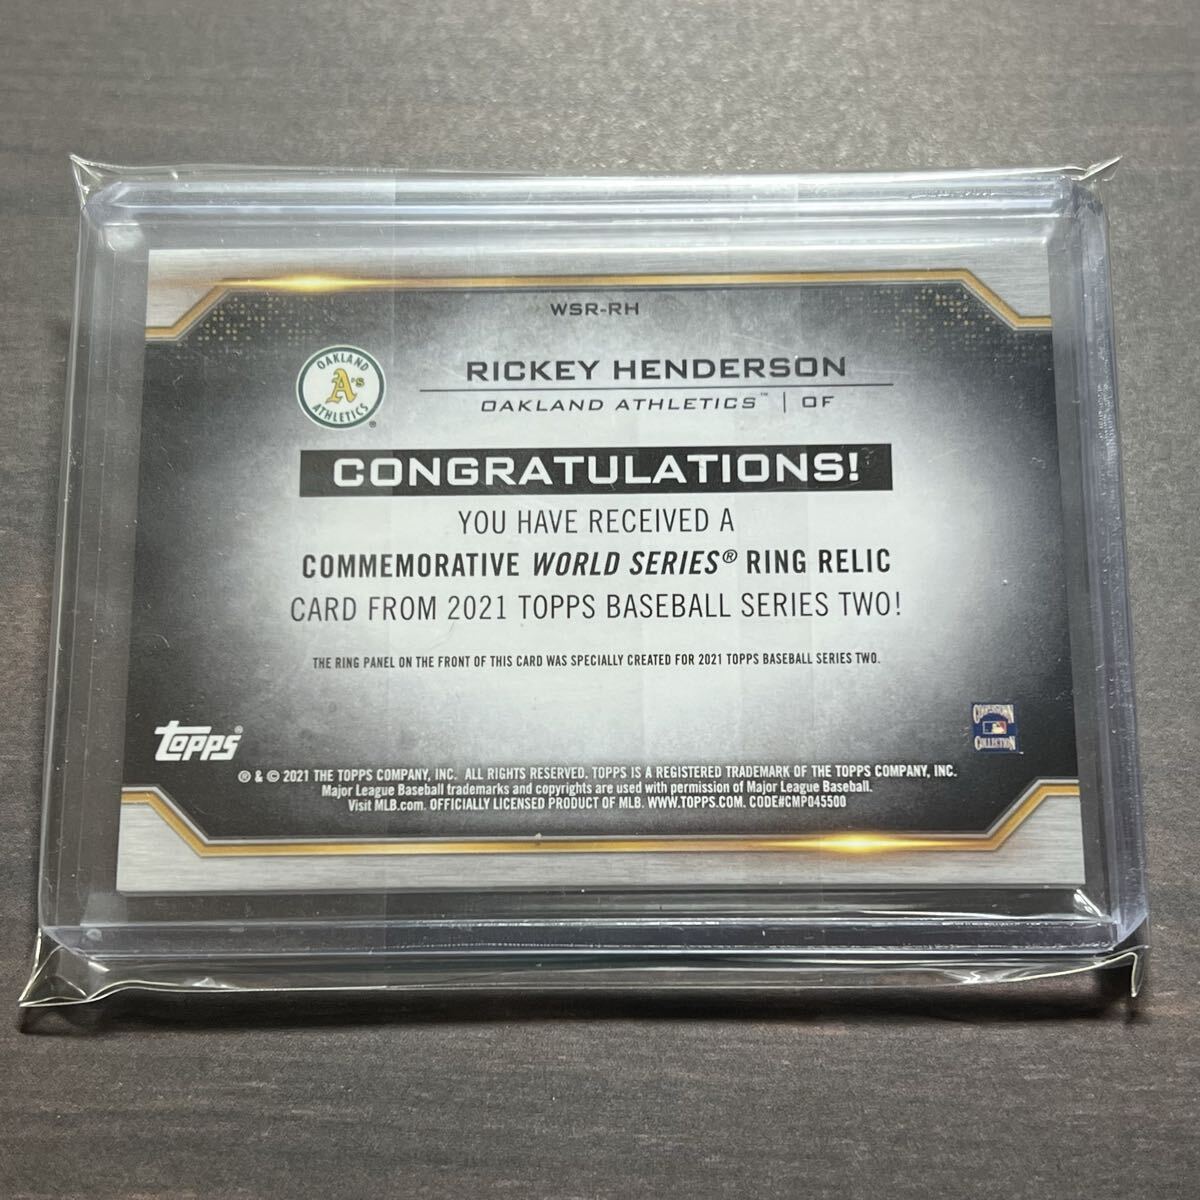 WSR-RH
OAKLAND
A's
ATHLETICS ®
RICKEY HENDERSON
OAKLAND ATHLETICS™ | OF
CONGRATULATIONS!
YOU HAVE RECEIVED A
COMMEMORATIVE WORLD SERIES® RING RELIC
CARD FROM 2021 TOPPS BASEBALL SERIES TWO!
THE RING PANEL ON THE FRONT OF THIS CARD WAS SPECIALLY CREATED FOR 2021 TOPPS BASEBALL SERIES TWO.
topps®
COOPERSTOWN
COLLECTION
® & © 2021 THE TOPPS COMPANY, INC. ALL RIGHTS RESERVED. TOPPS IS A REGISTERED TRADEMARK OF THE TOPPS COMPANY, INC.
Major League Baseball trademarks and copyrights are used with permission of Major League Baseball.
Visit MLB.com. OFFICIALLY LICENSED PRODUCT OF MLB. WWW.TOPPS.COM. CODE#CMP045500